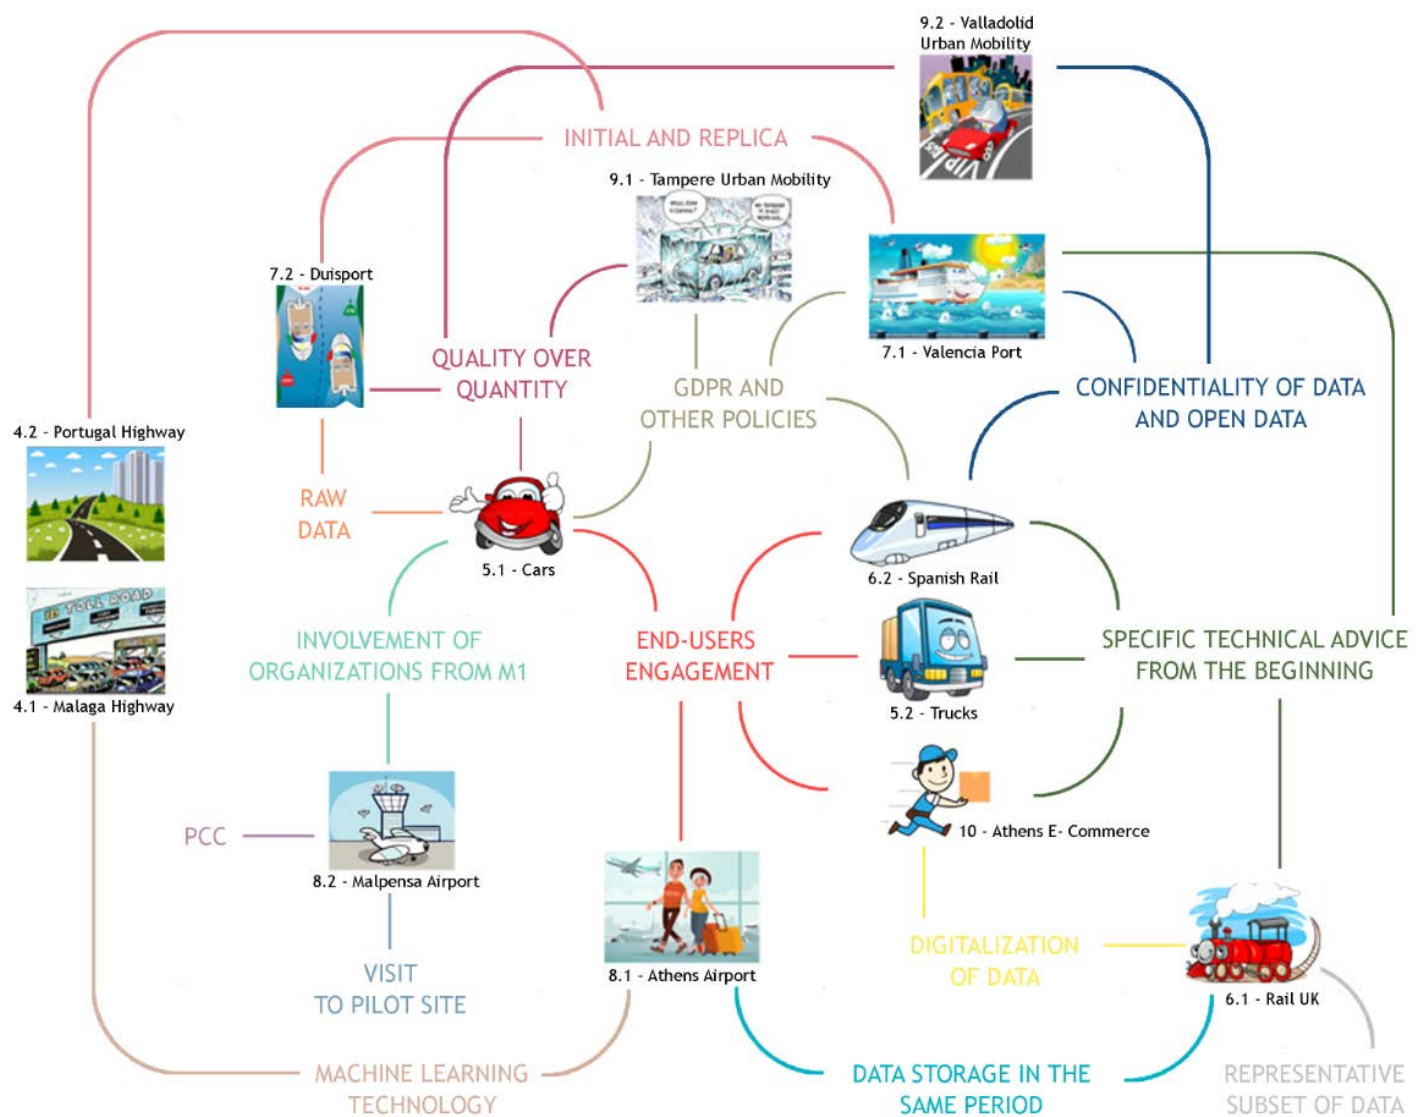 9.2 - Valladolid
Urban Mobility
INITIAL AND REPLICA
9.1 - Tampere Urban Mobility
7.2 - Duisport
7.1 - Valencia Port
QUALITY OVER
QUANTITY
GDPR AND
OTHER POLICIES
CONFIDENTIALITY OF DATA
AND OPEN DATA
4.2 - Portugal Highway
RAW
DATA
5.1 - Cars
6.2 - Spanish Rail
TOLL ROAD
4.1 - Malaga Highway
INVOLVEMENT OF
ORGANIZATIONS FROM M1
END-USERS
ENGAGEMENT
SPECIFIC TECHNICAL ADVICE
FROM THE BEGINNING
5.2 - Trucks
PCC
8.2 - Malpensa Airport
10 - Athens E- Commerce
VISIT
TO PILOT SITE
8.1 - Athens Airport
DIGITALIZATION
OF DATA
6.1 - Rail UK
MACHINE LEARNING
TECHNOLOGY
DATA STORAGE IN THE
SAME PERIOD
REPRESENTATIVE
SUBSET OF DATA